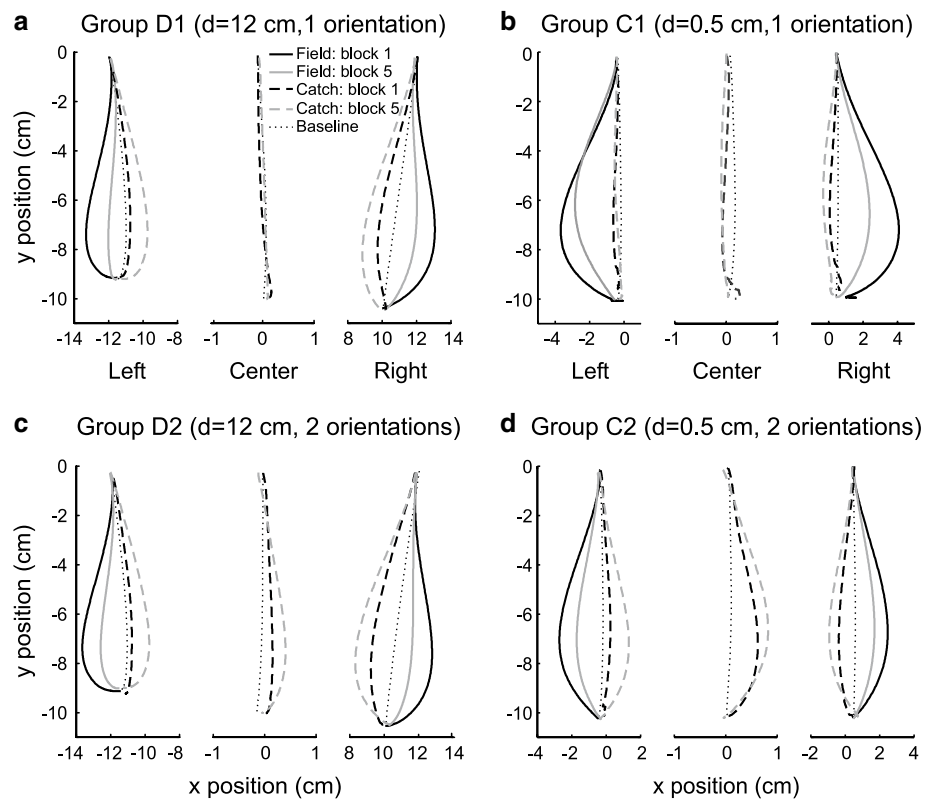 a Group D1 (d=12 cm,1 orientation)
b Group C1 (d=0.5 cm,1 orientation)
Field: block 1
Field: block 5
Catch: block 1
Catch: block 5
Baseline
y position (cm)
0
-2
-4
-6
-8
-10
-14 -12 -10 -8
-1 0 1
8 10 12 14
Left Center Right
0
-2
-4
-6
-8
-10
-4 -2 0
-1 0 1
0 2 4
Left Center Right
c Group D2 (d=12 cm, 2 orientations)
d Group C2 (d=0.5 cm, 2 orientations)
y position (cm)
0
-2
-4
-6
-8
-10
-14 -12 -10 -8
-1 0 1
8 10 12 14
x position (cm)
0
-2
-4
-6
-8
-10
-4 -2 0 2
-1 0 1
-2 0 2 4
x position (cm)